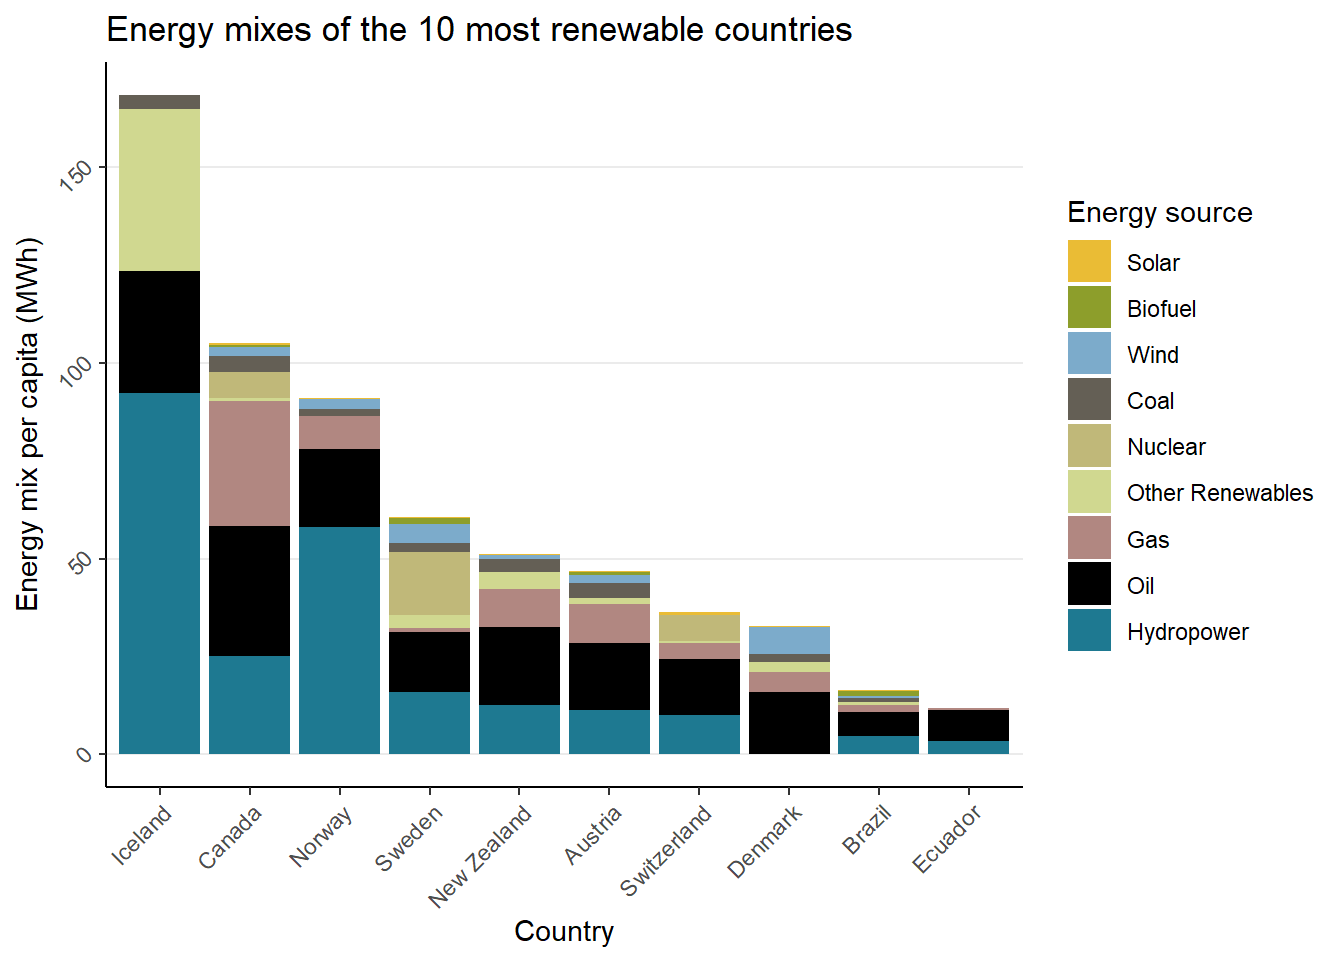 Energy mixes of the 10 most renewable countries
Energy mix per capita (MWh)
150
100
50
0
Iceland
Canada
Norway
Sweden
New Zealand
Austria
Switzerland
Denmark
Brazil
Ecuador
Country
Energy source
Solar
Biofuel
Wind
Coal
Nuclear
Other Renewables
Gas
Oil
Hydropower